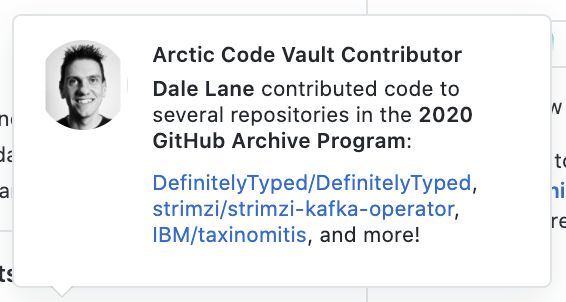 Arctic Code Vault Contributor
Dale Lane contributed code to
several repositories in the 2020
GitHub Archive Program:
DefinitelyTyped/DefinitelyTyped,
strimzi/strimzi-kafka-operator,
IBM/taxinomitis, and more!